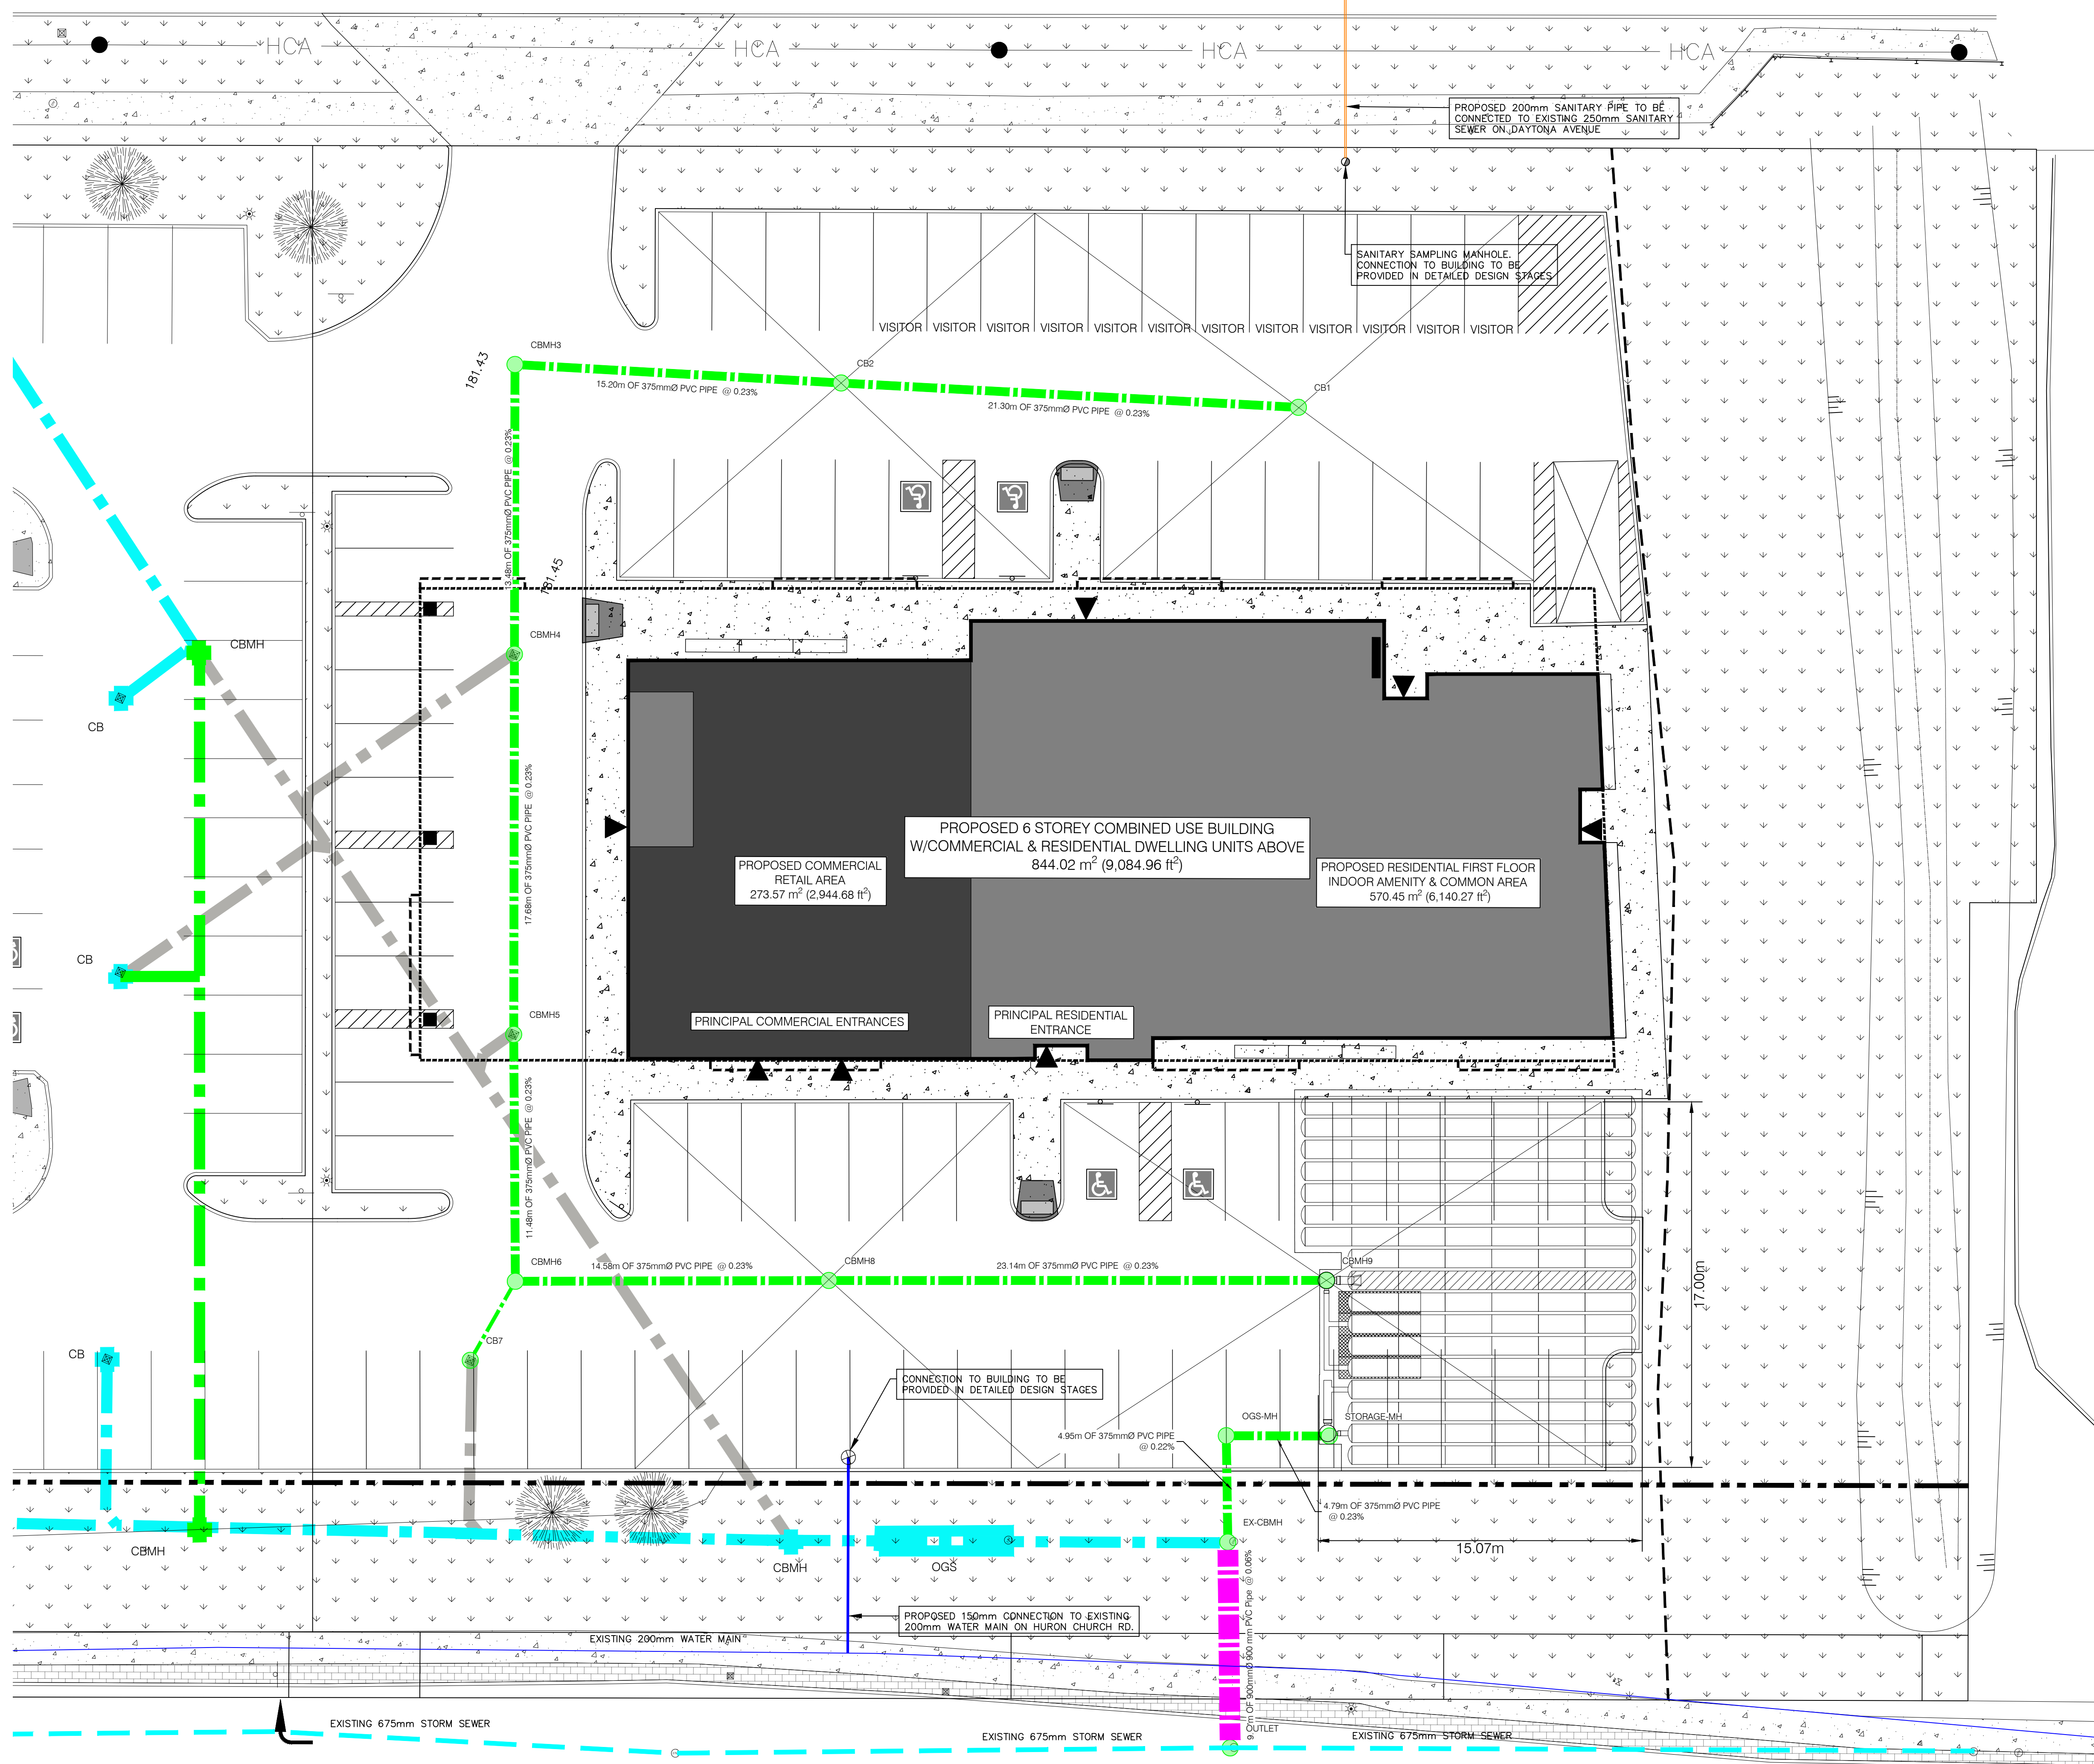 HCA
HCA
HCA
HCA
PROPOSED 200mm SANITARY PIPE TO BE
CONNECTED TO EXISTING 250mm SANITARY
SEWER ON DAYTONA AVENUE
SANITARY SAMPLING MANHOLE.
CONNECTION TO BUILDING TO BE
PROVIDED IN DETAILED DESIGN STAGES
VISITOR VISITOR VISITOR VISITOR VISITOR VISITOR VISITOR VISITOR VISITOR VISITOR VISITOR VISITOR
CBMH3
181.43
CB2
15.20m OF 375mmØ PVC PIPE @ 0.23%
CB1
21.30m OF 375mmØ PVC PIPE @ 0.23%
3.48m OF 375mmØ PVC PIPE @ 0.23%
181.45
CBMH4
CBMH
CB
17.68m OF 375mmØ PVC PIPE @ 0.23%
PROPOSED 6 STOREY COMBINED USE BUILDING
W/COMMERCIAL & RESIDENTIAL DWELLING UNITS ABOVE
844.02 m² (9,084.96 ft²)
PROPOSED COMMERCIAL
RETAIL AREA
273.57 m² (2,944.68 ft²)
PROPOSED RESIDENTIAL FIRST FLOOR
INDOOR AMENITY & COMMON AREA
570.45 m² (6,140.27 ft²)
CB
CBMH5
PRINCIPAL COMMERCIAL ENTRANCES
PRINCIPAL RESIDENTIAL
ENTRANCE
11.48m OF 375mmØ PVC PIPE @ 0.23%
CBMH6
14.58m OF 375mmØ PVC PIPE @ 0.23%
CBMH8
23.14m OF 375mmØ PVC PIPE @ 0.23%
CBMH9
17.00m
CB7
CB
CONNECTION TO BUILDING TO BE
PROVIDED IN DETAILED DESIGN STAGES
OGS-MH
STORAGE-MH
4.95m OF 375mmØ PVC PIPE
@ 0.22%
4.79m OF 375mmØ PVC PIPE
@ 0.23%
EX-CBMH
15.07m
CBMH
CBMH
OGS
m OF 900mmØ 900 mm PVC Pipe @ 0.06%
PROPOSED 150mm CONNECTION TO EXISTING
200mm WATER MAIN ON HURON CHURCH RD.
EXISTING 200mm WATER MAIN
EXISTING 675mm STORM SEWER
EXISTING 675mm STORM SEWER
OUTLET
EXISTING 675mm STORM SEWER